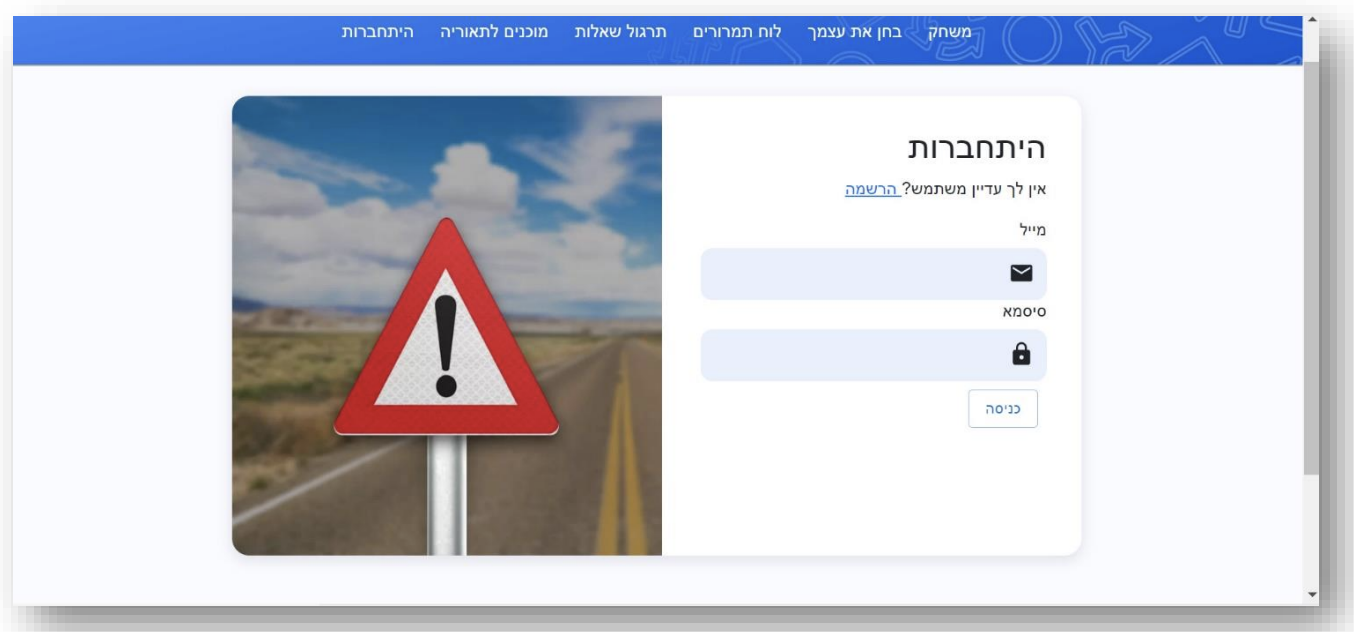 משחק בחן את עצמך לוח תמרורים תרגול שאלות מוכנים לתאוריה היתחברות
היתחברות
אין לך עדיין משתמש? הרשמה
מייל
סיסמא
כניסה